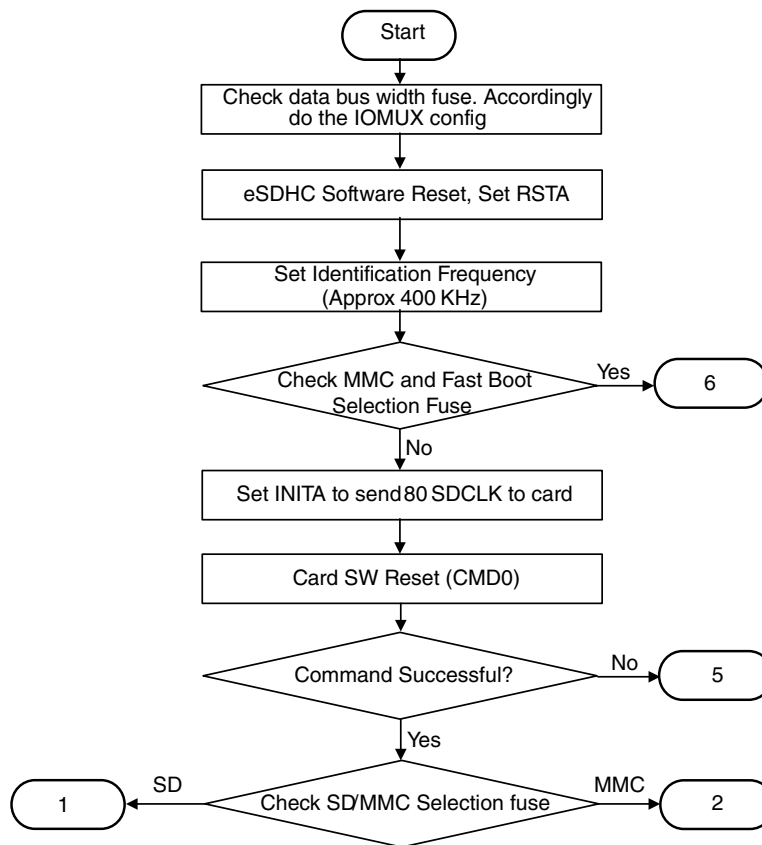 Start
Check data bus width fuse. Accordingly
do the IOMUX config
eSDHC Software Reset, Set RSTA
Set Identification Frequency
(Approx 400 KHz)
Check MMC and Fast Boot
Selection Fuse
Yes
6
No
Set INITA to send 80 SDCLK to card
Card SW Reset (CMD0)
Command Successful?
No
5
Yes
SD
1
Check SD/MMC Selection fuse
MMC
2